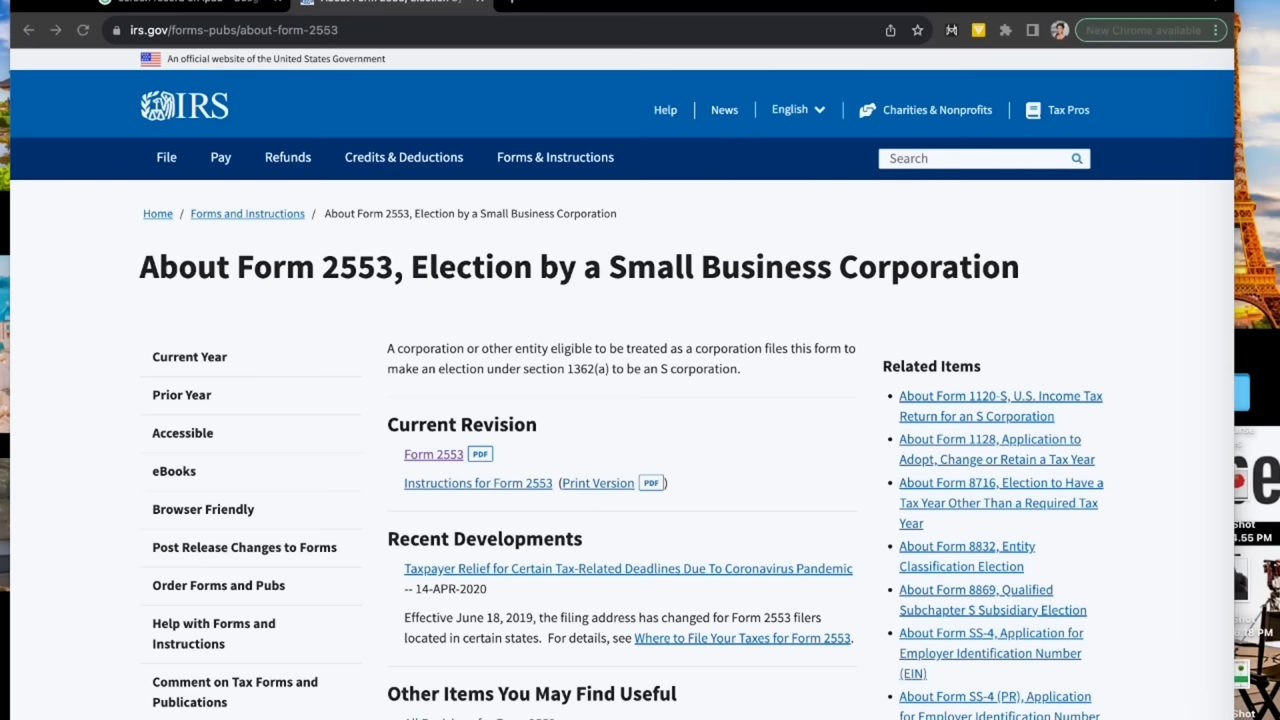 irs.gov/forms-pubs/about-form-2553
New Chrome available
An official website of the United States Government
IRS
Help
News
English
Charities & Nonprofits
Tax Pros
File
Pay
Refunds
Credits & Deductions
Forms & Instructions
Search
Home / Forms and Instructions / About Form 2553, Election by a Small Business Corporation
About Form 2553, Election by a Small Business Corporation
Current Year
Prior Year
Accessible
eBooks
Browser Friendly
Post Release Changes to Forms
Order Forms and Pubs
Help with Forms and
Instructions
Comment on Tax Forms and
Publications
A corporation or other entity eligible to be treated as a corporation files this form to
make an election under section 1362(a) to be an S corporation.
Current Revision
Form 2553 PDF
Instructions for Form 2553 (Print Version PDF)
Recent Developments
Taxpayer Relief for Certain Tax-Related Deadlines Due To Coronavirus Pandemic
-- 14-APR-2020
Effective June 18, 2019, the filing address has changed for Form 2553 filers
located in certain states. For details, see Where to File Your Taxes for Form 2553.
Other Items You May Find Useful
Related Items
About Form 1120-S, U.S. Income Tax
Return for an S Corporation
About Form 1128, Application to
Adopt, Change or Retain a Tax Year
About Form 8716, Election to Have a
Tax Year Other Than a Required Tax
Year
About Form 8832, Entity
Classification Election
About Form 8869, Qualified
Subchapter S Subsidiary Election
About Form SS-4, Application for
Employer Identification Number
(EIN)
About Form SS-4 (PR), Application
for Employer Identification Number